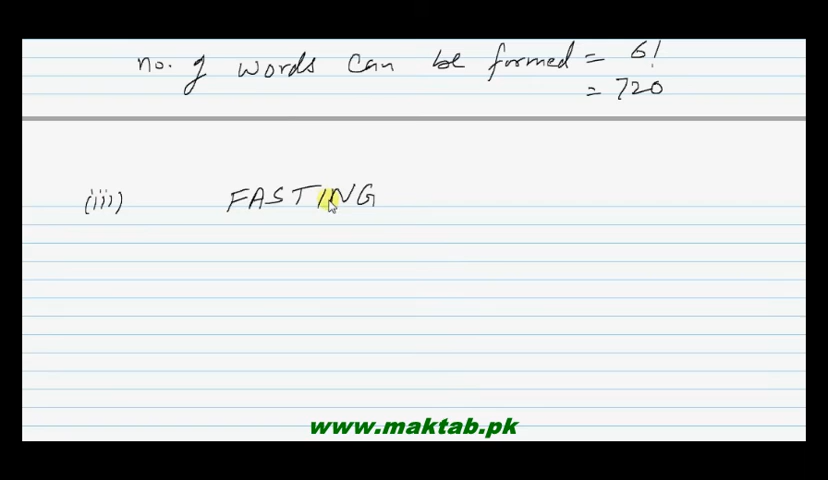 no. of words can be formed = 6!
= 720
(iii) FASTING
www.maktab.pk